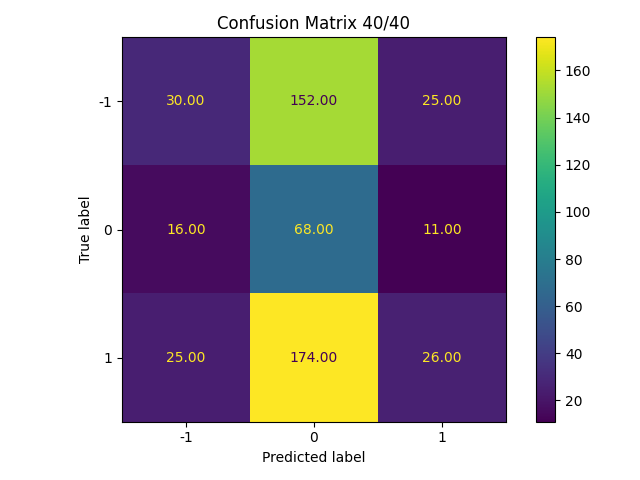 Confusion Matrix 40/40
True label
-1 30.00 152.00 25.00
0 16.00 68.00 11.00
1 25.00 174.00 26.00
-1 0 1
Predicted label
160
140
120
100
80
60
40
20